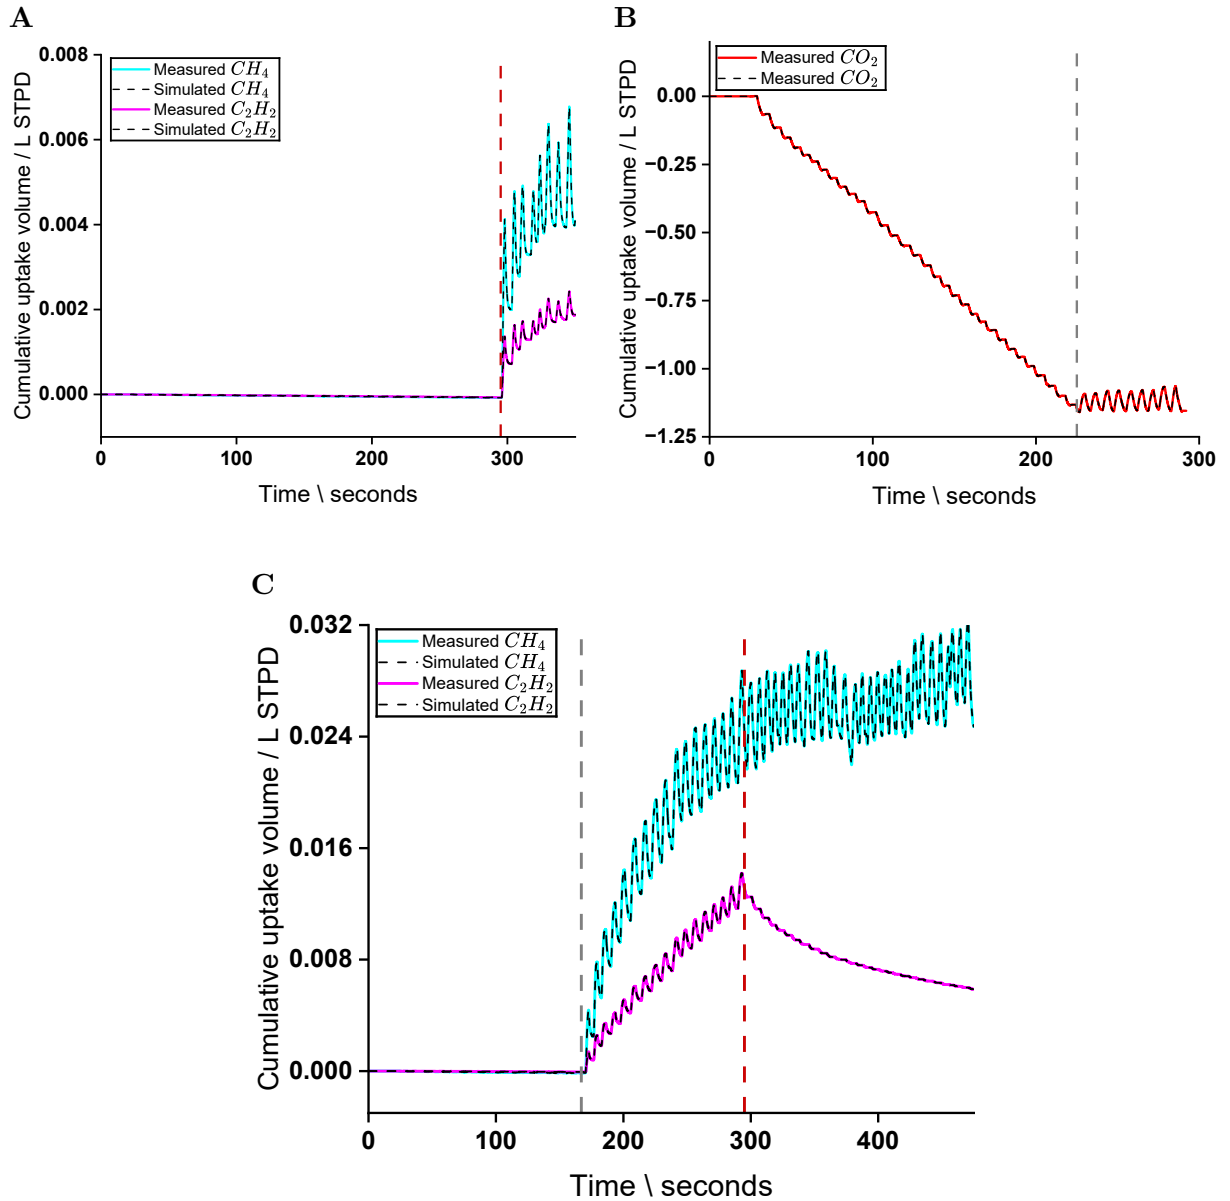 A
0.008
0.006
0.004
0.002
0.000
Cumulative uptake volume / L STPD
Measured CH4
Simulated CH4
Measured C2H2
Simulated C2H2
0
100
200
300
Time \ seconds
B
0.00
−0.25
−0.50
−0.75
−1.00
−1.25
Cumulative uptake volume / L STPD
Measured CO2
Measured CO2
0
100
200
300
Time \ seconds
C
0.032
0.024
0.016
0.008
0.000
Cumulative uptake volume / L STPD
Measured CH4
Simulated CH4
Measured C2H2
Simulated C2H2
0
100
200
300
400
Time \ seconds